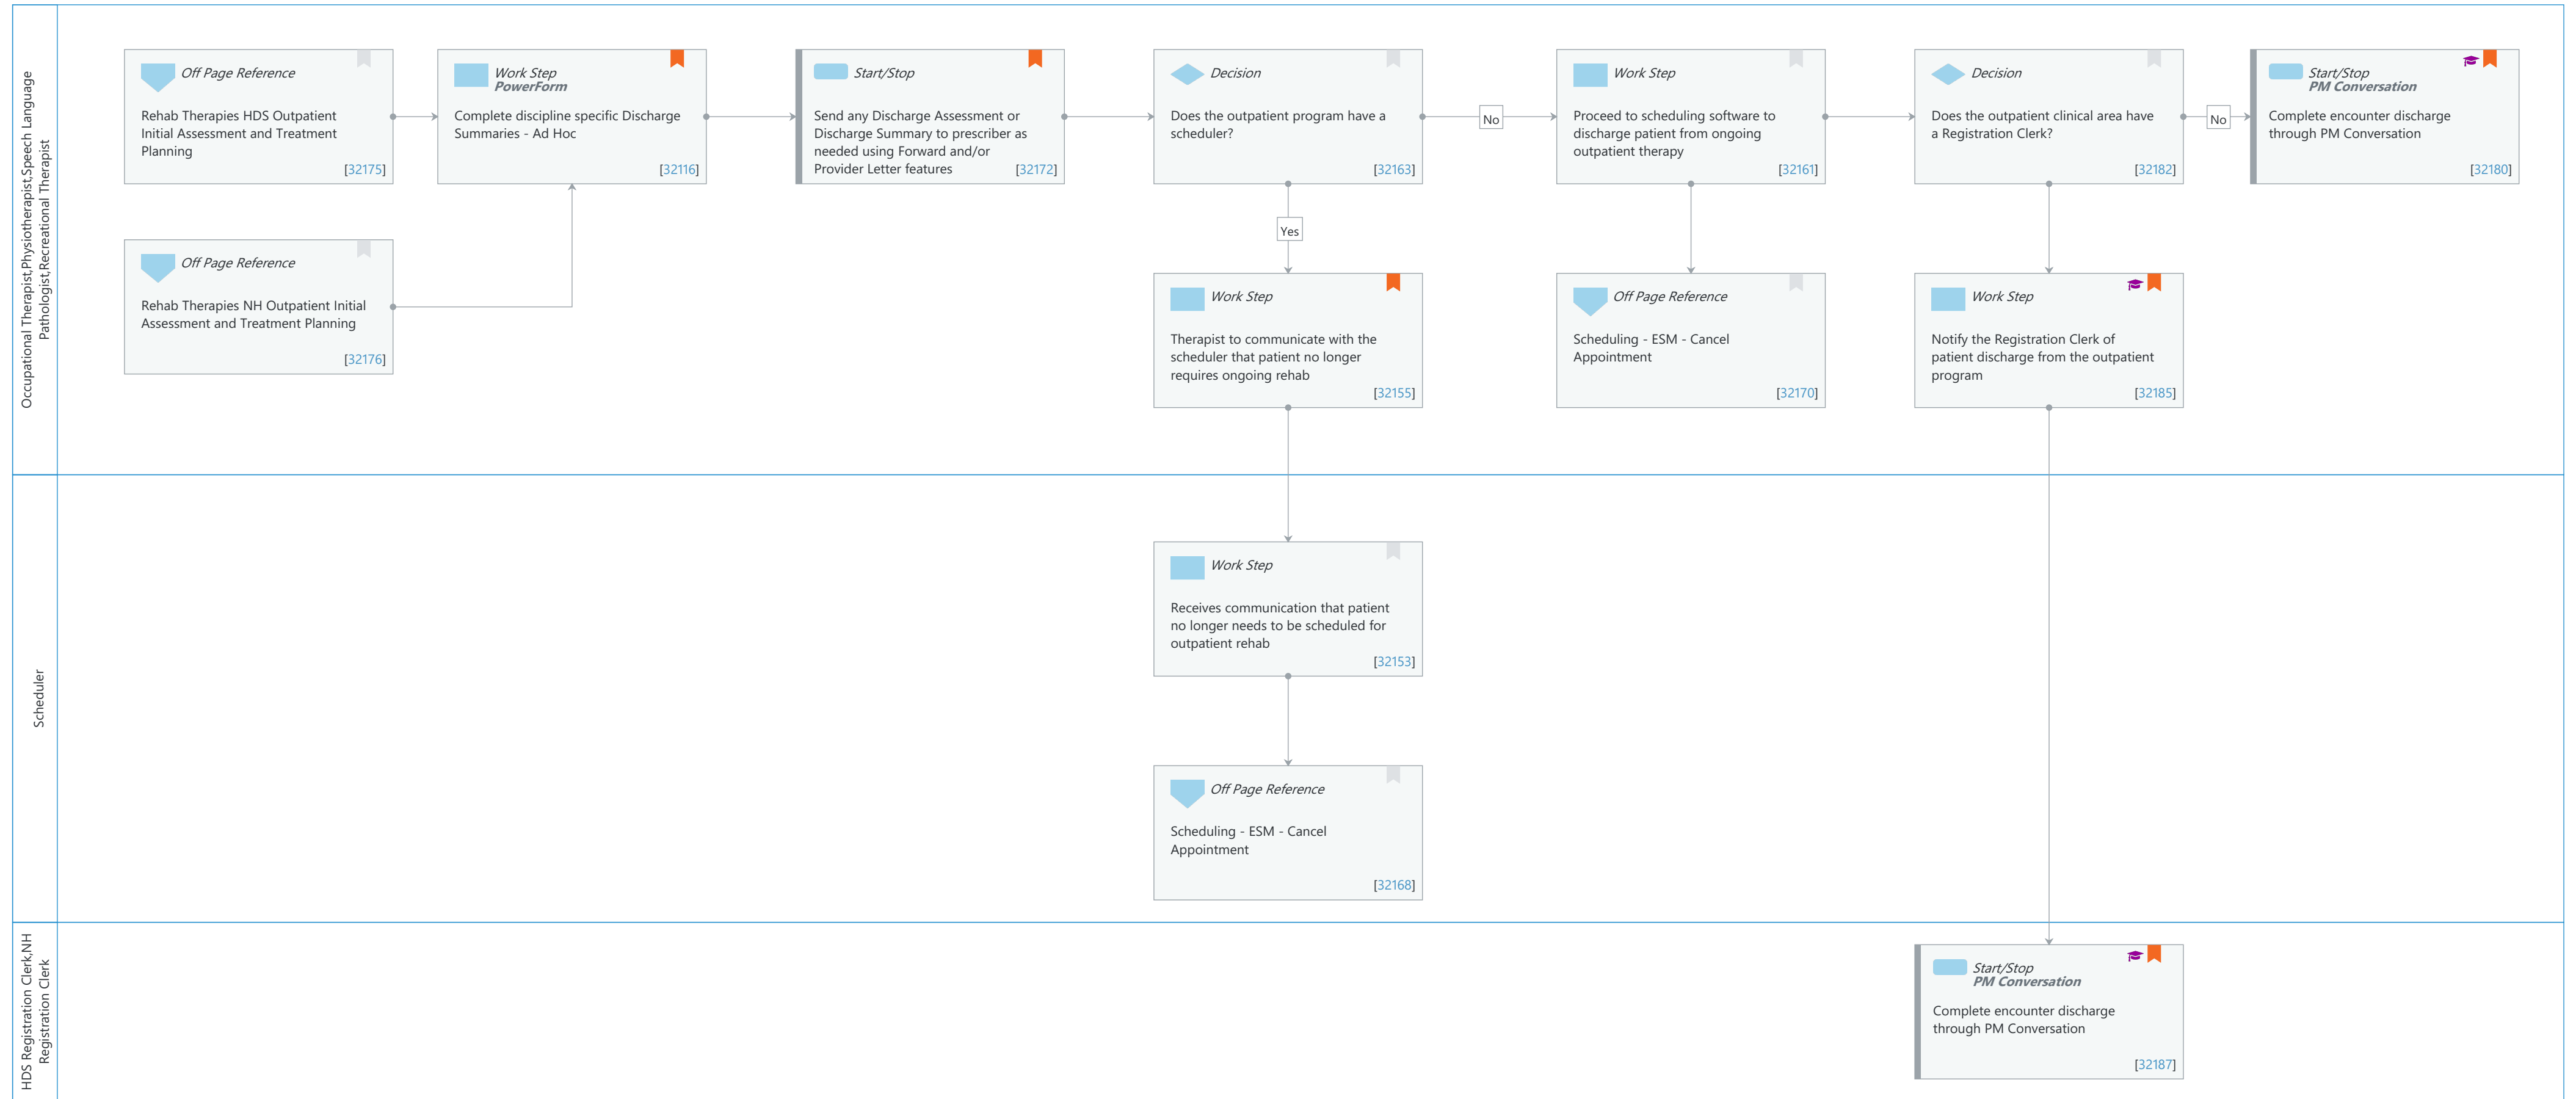 Occupational Therapist,Physiotherapist,Speech Language
Pathologist,Recreational Therapist
Off Page Reference
Rehab Therapies HDS Outpatient
Initial Assessment and Treatment
Planning
[32175]
Work Step
PowerForm
Complete discipline specific Discharge
Summaries - Ad Hoc
[32116]
Start/Stop
Send any Discharge Assessment or
Discharge Summary to prescriber as
needed using Forward and/or
Provider Letter features
[32172]
Decision
Does the outpatient program have a
scheduler?
[32163]
No
Work Step
Proceed to scheduling software to
discharge patient from ongoing
outpatient therapy
[32161]
Decision
Does the outpatient clinical area have
a Registration Clerk?
[32182]
No
Start/Stop
PM Conversation
Complete encounter discharge
through PM Conversation
[32180]
Yes
Off Page Reference
Rehab Therapies NH Outpatient Initial
Assessment and Treatment Planning
[32176]
Work Step
Therapist to communicate with the
scheduler that patient no longer
requires ongoing rehab
[32155]
Off Page Reference
Scheduling - ESM - Cancel
Appointment
[32170]
Work Step
Notify the Registration Clerk of
patient discharge from the outpatient
program
[32185]
Scheduler
Work Step
Receives communication that patient
no longer needs to be scheduled for
outpatient rehab
[32153]
Off Page Reference
Scheduling - ESM - Cancel
Appointment
[32168]
HDS Registration Clerk,NH
Registration Clerk
Start/Stop
PM Conversation
Complete encounter discharge
through PM Conversation
[32187]